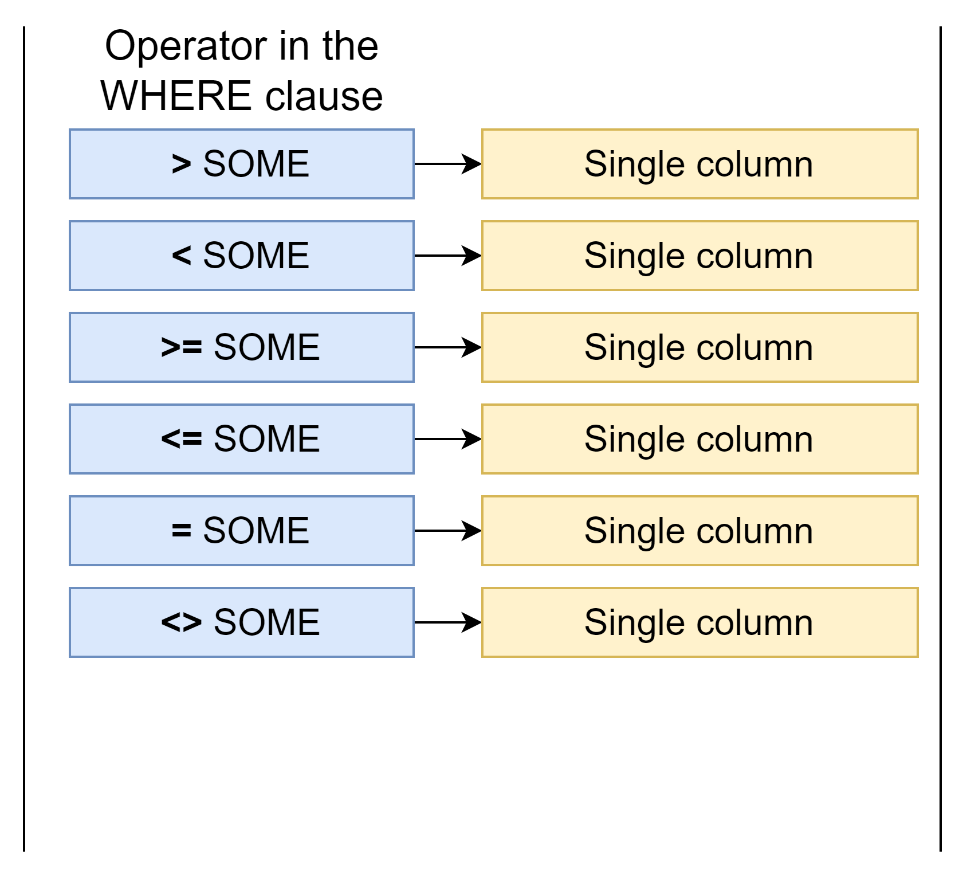 Operator in the
WHERE clause
> SOME
Single column
< SOME
Single column
>= SOME
Single column
<= SOME
Single column
= SOME
Single column
<> SOME
Single column